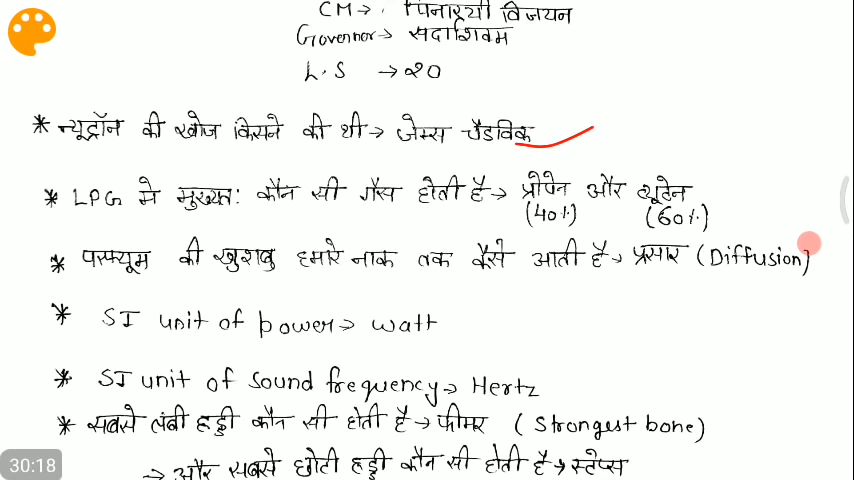 CM → पिनारायी विजयन
Governor → सदाशिवम
L.S → 20
* न्यूट्रॉन की खोज किसने की थी → जेम्स चैडविक
* LPG मे मुख्यत: कौन सी गैस होती है → प्रोपेन और ब्यूटेन
(40%) (60%)
* परफ्यूम की खुशबु हमारे नाक तक कैसे आती है → प्रसार (Diffusion)
* SI unit of power → watt
* SI unit of sound frequency → Hertz
* सबसे लंबी हड्डी कौन सी होती है → फीमर (Strongest bone)
→ और सबसे छोटी हड्डी कौन सी होती है → स्टेप्स
30:18